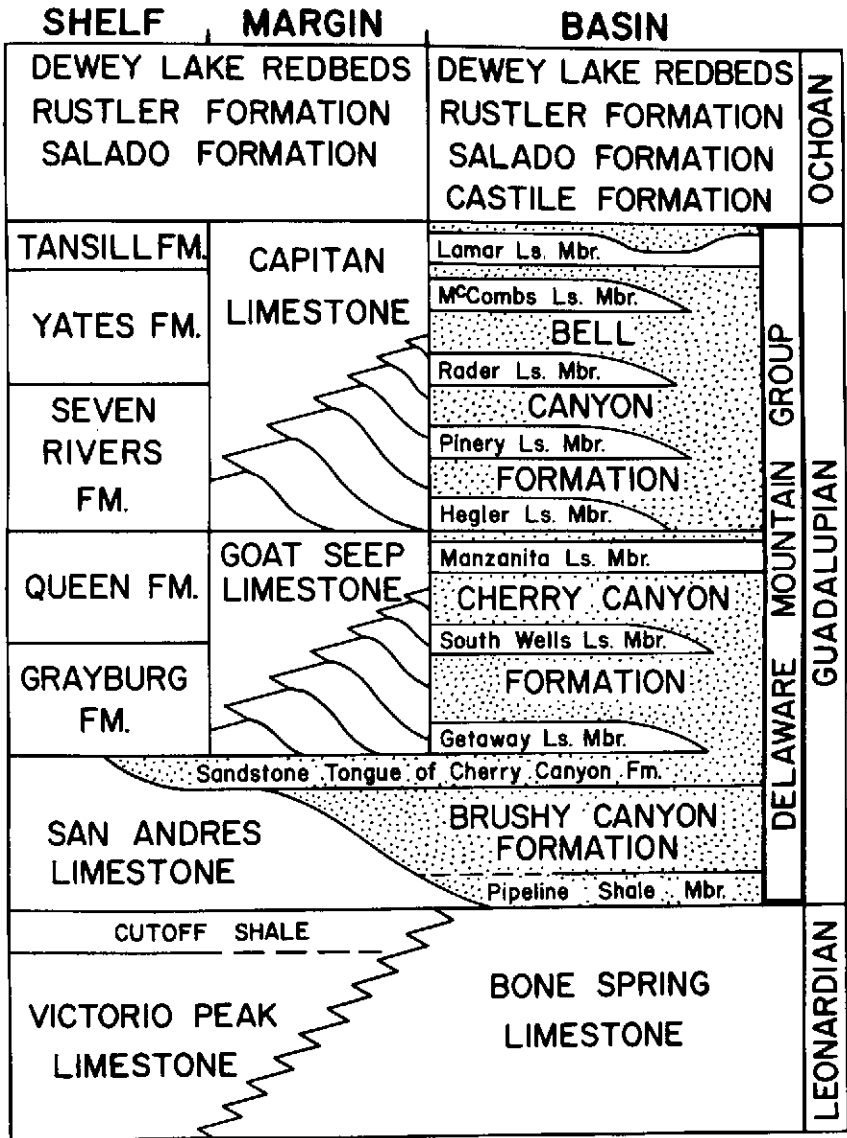 SHELF MARGIN BASIN
DEWEY LAKE REDBEDS
RUSTLER FORMATION
SALADO FORMATION
DEWEY LAKE REDBEDS
RUSTLER FORMATION
SALADO FORMATION
CASTILE FORMATION
OCHOAN
TANSILL FM.
YATES FM.
SEVEN
RIVERS
FM.
CAPITAN
LIMESTONE
Lamar Ls. Mbr.
McCombs Ls. Mbr.
BELL
Rader Ls. Mbr.
CANYON
Pinery Ls. Mbr.
FORMATION
Hegler Ls. Mbr.
QUEEN FM.
GRAYBURG
FM.
GOAT SEEP
LIMESTONE
Manzanita Ls. Mbr.
CHERRY CANYON
South Wells Ls. Mbr.
FORMATION
Getaway Ls. Mbr.
Sandstone Tongue of Cherry Canyon Fm.
SAN ANDRES
LIMESTONE
BRUSHY CANYON
FORMATION
Pipeline Shale Mbr.
DELAWARE MOUNTAIN GROUP
GUADALUPIAN
CUTOFF SHALE
VICTORIO PEAK
LIMESTONE
BONE SPRING
LIMESTONE
LEONARDIAN